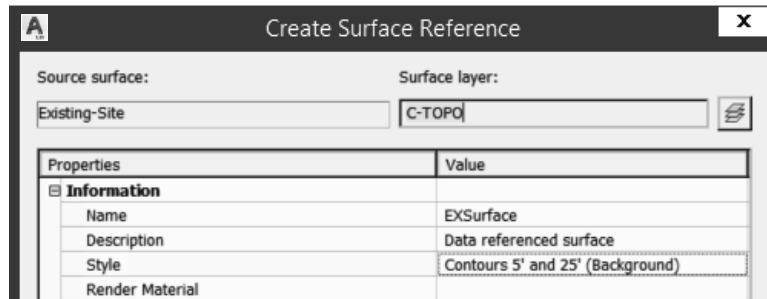 Create Surface Reference
X
Source surface:
Surface layer:
Existing-Site
C-TOPO
Properties
Value
Information
Name
EXSurface
Description
Data referenced surface
Style
Contours 5' and 25' (Background)
Render Material